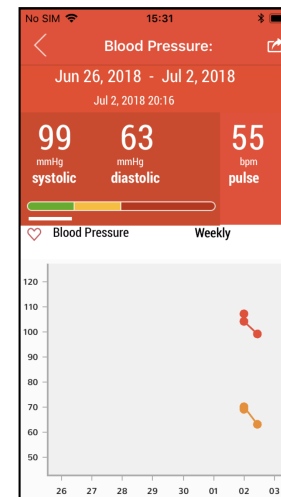 No SIM 15:31
Blood Pressure:
Jun 26, 2018 - Jul 2, 2018
Jul 2, 2018 20:16
99 63 55
mmHg mmHg bpm
systolic diastolic pulse
Blood Pressure Weekly
120
110
100
90
80
70
60
50
26 27 28 29 30 01 02 03